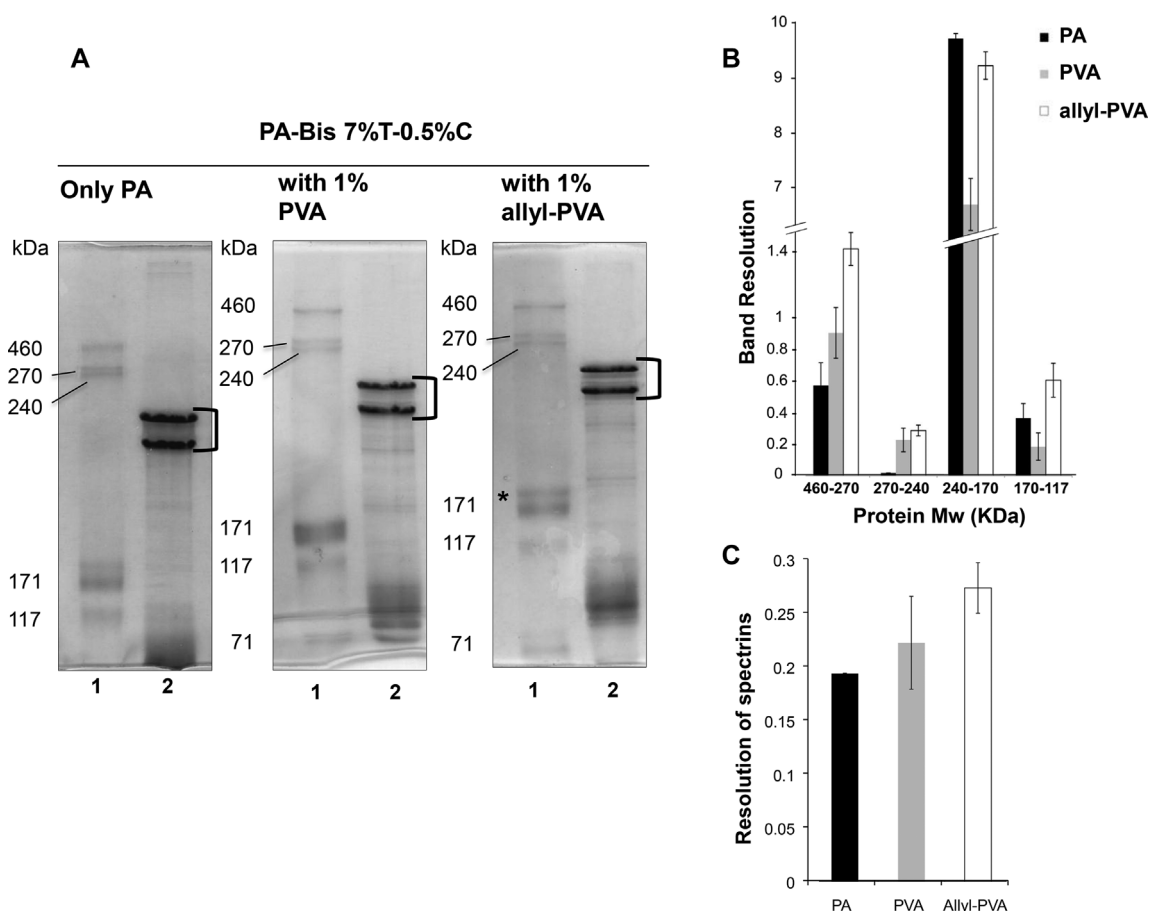 A
PA-Bis 7%T-0.5%C
Only PA
with 1%
PVA
with 1%
allyl-PVA
kDa
460
270
240
171
117
1
2
kDa
460
270
240
171
117
71
1
2
kDa
460
270
240
*
171
117
71
1
2
B
PA
PVA
allyl-PVA
Band Resolution
10
9
8
7
1.4
1
0.8
0.6
0.4
0.2
0
460-270
270-240
240-170
170-117
Protein Mw (KDa)
C
Resolution of spectrins
0.3
0.25
0.2
0.15
0.1
0.05
0
PA
PVA
Allyl-PVA